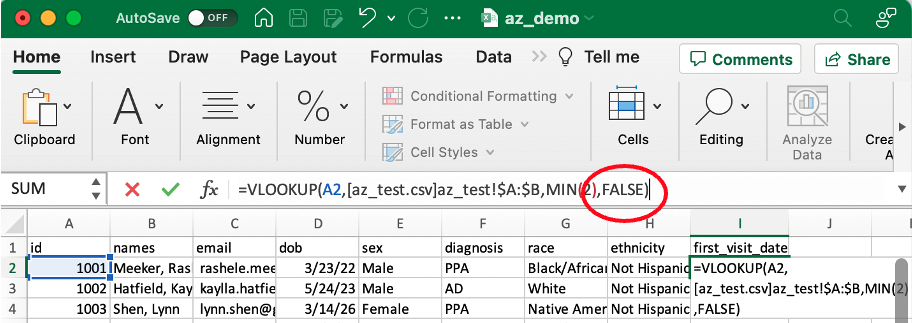 AutoSave OFF az_demo
Home Insert Draw Page Layout Formulas Data >> Tell me Comments Share
Clipboard Font Alignment Number Conditional Formatting Format as Table Cell Styles Cells Editing Analyze Data Crea A
SUM fx =VLOOKUP(A2,[az_test.csv]az_test!$A:$B,MIN(2),FALSE)
A B C D E F G H I J
1 id names email dob sex diagnosis race ethnicity first_visit_date
2 1001 Meeker, Ras rashele.mee 3/23/22 Male PPA Black/African Not Hispanic =VLOOKUP(A2,
3 1002 Hatfield, Kay kaylla.hatfie 5/24/23 Male AD White Not Hispanic [az_test.csv]az_test!$A:$B,MIN(2)
4 1003 Shen, Lynn lynn.shen@ 3/14/26 Female PPA Native Amer Not Hispanic ,FALSE)